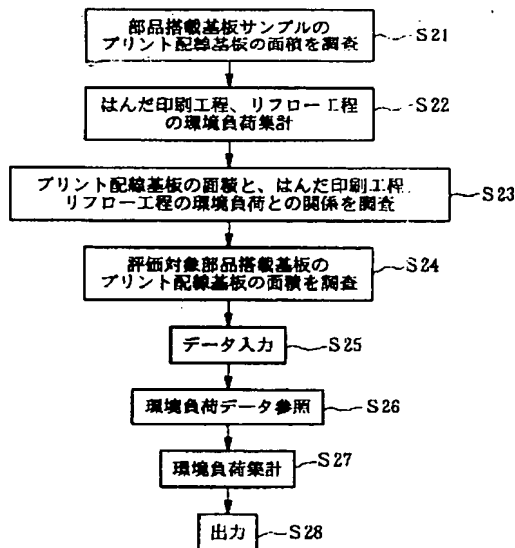 部品搭載基板サンプルの
プリント配線基板の面積を調査
S21
はんだ印刷工程、リフロー工程
の環境負荷集計
S22
プリント配線基板の面積と、はんだ印刷工程、
リフロー工程の環境負荷との関係を調査
S23
評価対象部品搭載基板の
プリント配線基板の面積を調査
S24
データ入力
S25
環境負荷データ参照
S26
環境負荷集計
S27
出力
S28